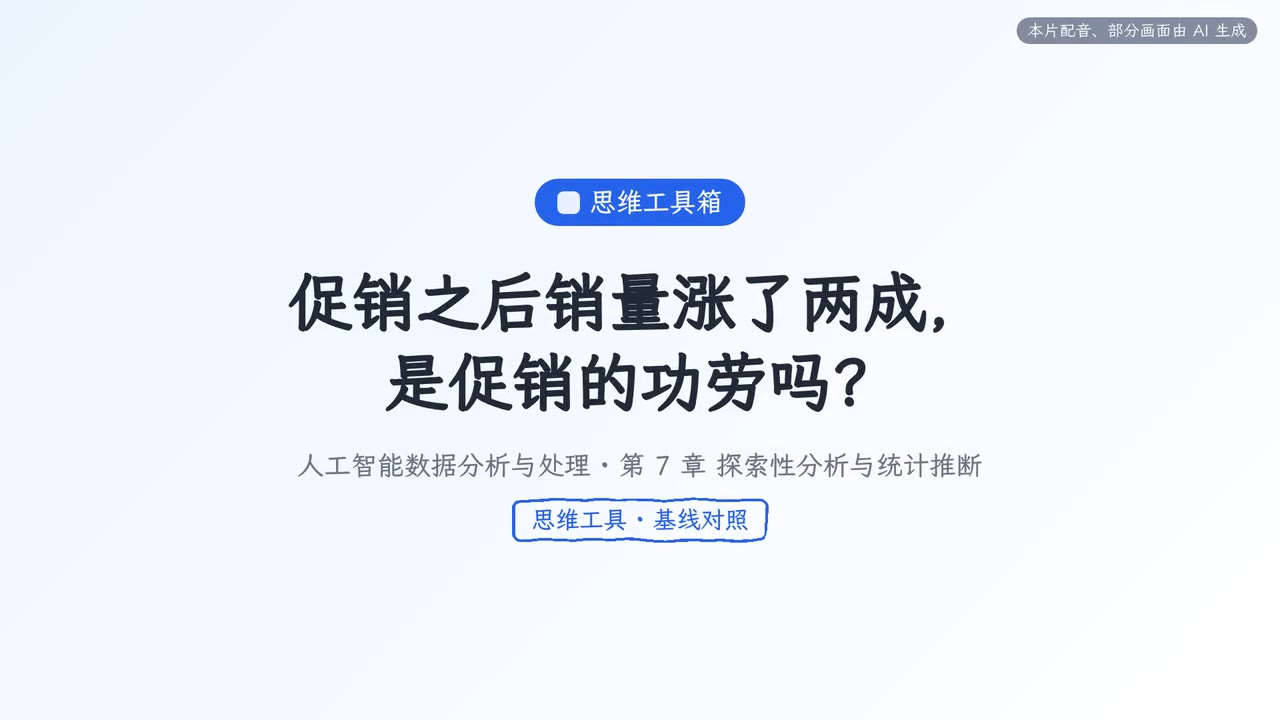 本片配音、部分画面由 AI 生成
思维工具箱
促销之后销量涨了两成，
是促销的功劳吗？
人工智能数据分析与处理·第 7 章 探索性分析与统计推断
思维工具·基线对照